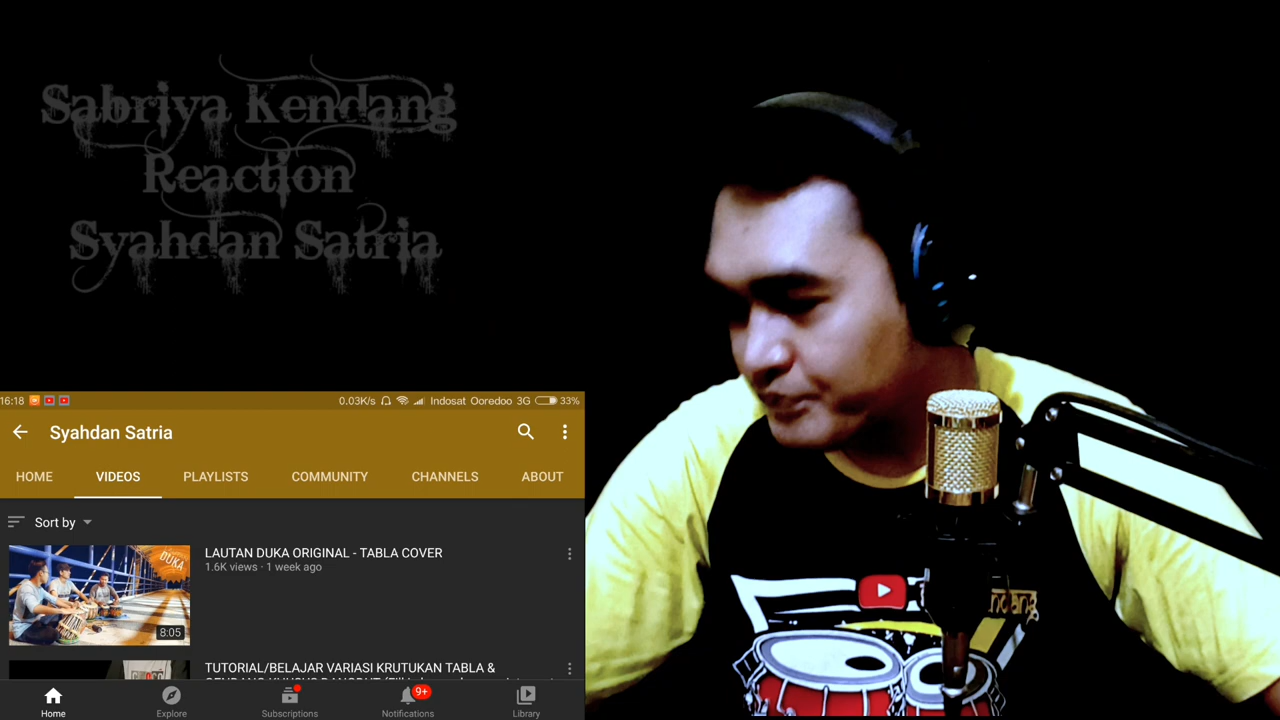 Sabriya Kendang
Reaction
Syahdan Satria
16:18
0.03K/s Indosat Ooredoo 3G 33%
Syahdan Satria
HOME VIDEOS PLAYLISTS COMMUNITY CHANNELS ABOUT
Sort by
DUKA
LAUTAN DUKA ORIGINAL - TABLA COVER
1.6K views · 1 week ago
8:05
TUTORIAL/BELAJAR VARIASI KRUTUKAN TABLA &
9+
Home Explore Subscriptions Notifications Library